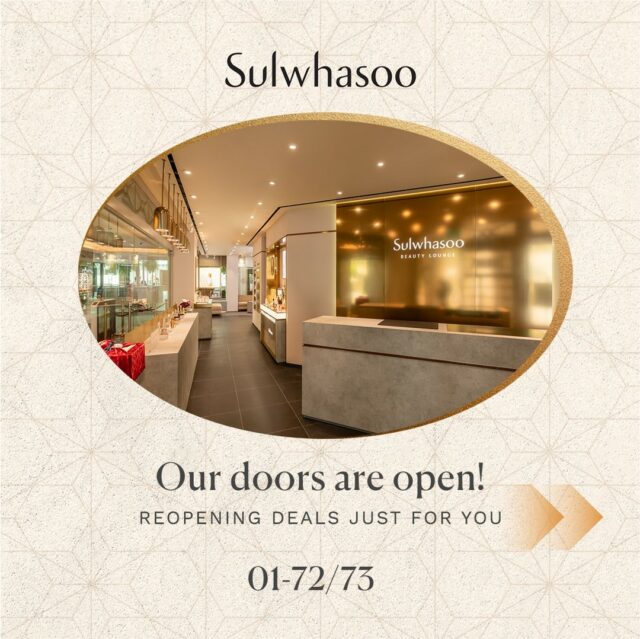 Sulwhasoo
Sulwhasoo
BEAUTY LOUNGE
Our doors are open!
REOPENING DEALS JUST FOR YOU
01-72/73